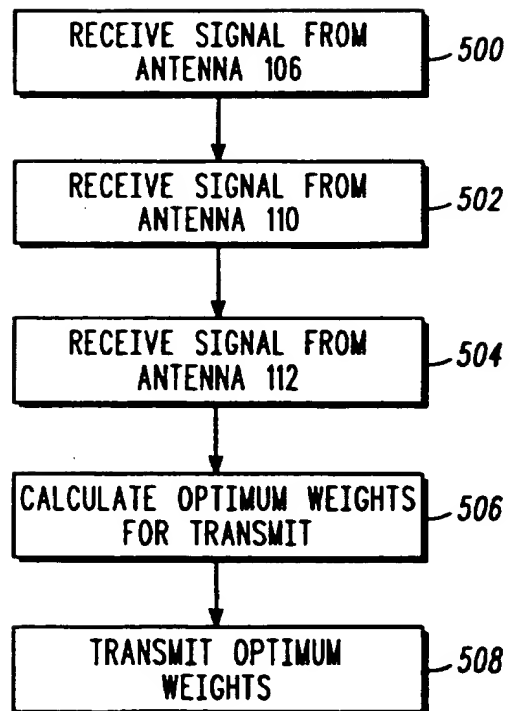 RECEIVE SIGNAL FROM
ANTENNA 106
500
RECEIVE SIGNAL FROM
ANTENNA 110
502
RECEIVE SIGNAL FROM
ANTENNA 112
504
CALCULATE OPTIMUM WEIGHTS
FOR TRANSMIT
506
TRANSMIT OPTIMUM
WEIGHTS
508